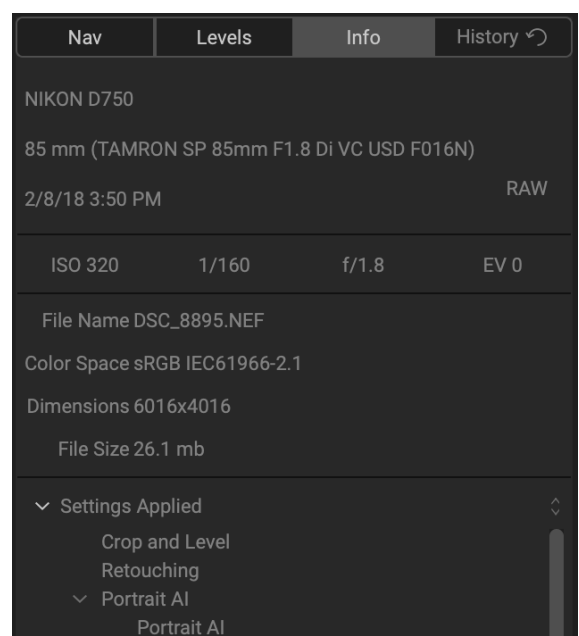 Nav Levels Info History
NIKON D750
85 mm (TAMRON SP 85mm F1.8 Di VC USD F016N)
2/8/18 3:50 PM RAW
ISO 320 1/160 f/1.8 EV 0
File Name DSC_8895.NEF
Color Space sRGB IEC61966-2.1
Dimensions 6016x4016
File Size 26.1 mb
Settings Applied
Crop and Level
Retouching
Portrait AI
Portrait AI